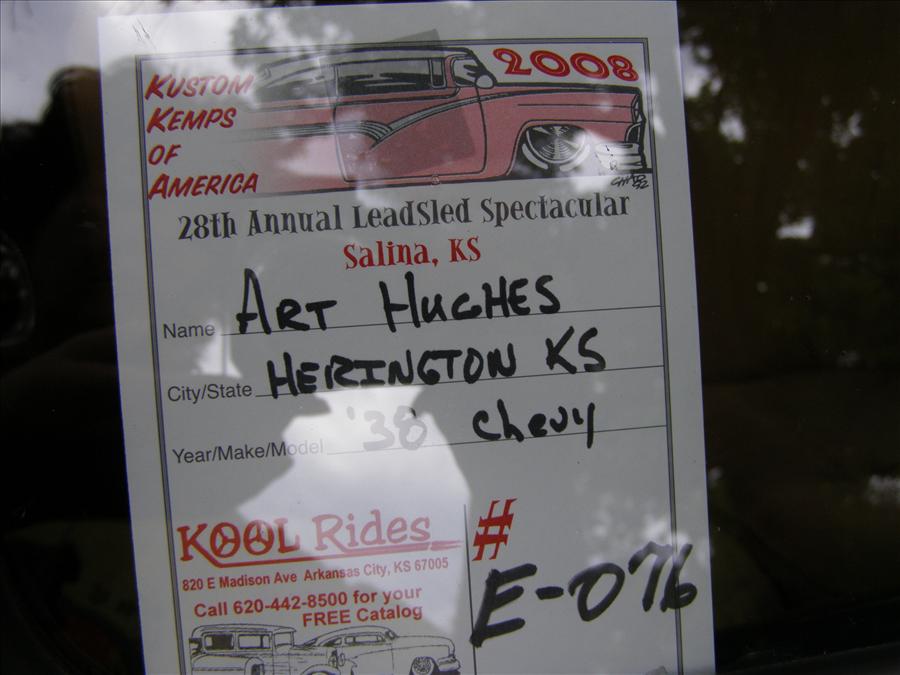 2008
KUSTOM
KEMPS
OF
AMERICA
28th Annual LeadSled Spectacular
Salina, KS
Name ART HUGHES
City/State HERINGTON KS
Year/Make/Model '38 Chevy
KOOL Rides
820 E Madison Ave Arkansas City, KS 67005
Call 620-442-8500 for your
FREE Catalog
#
E-076